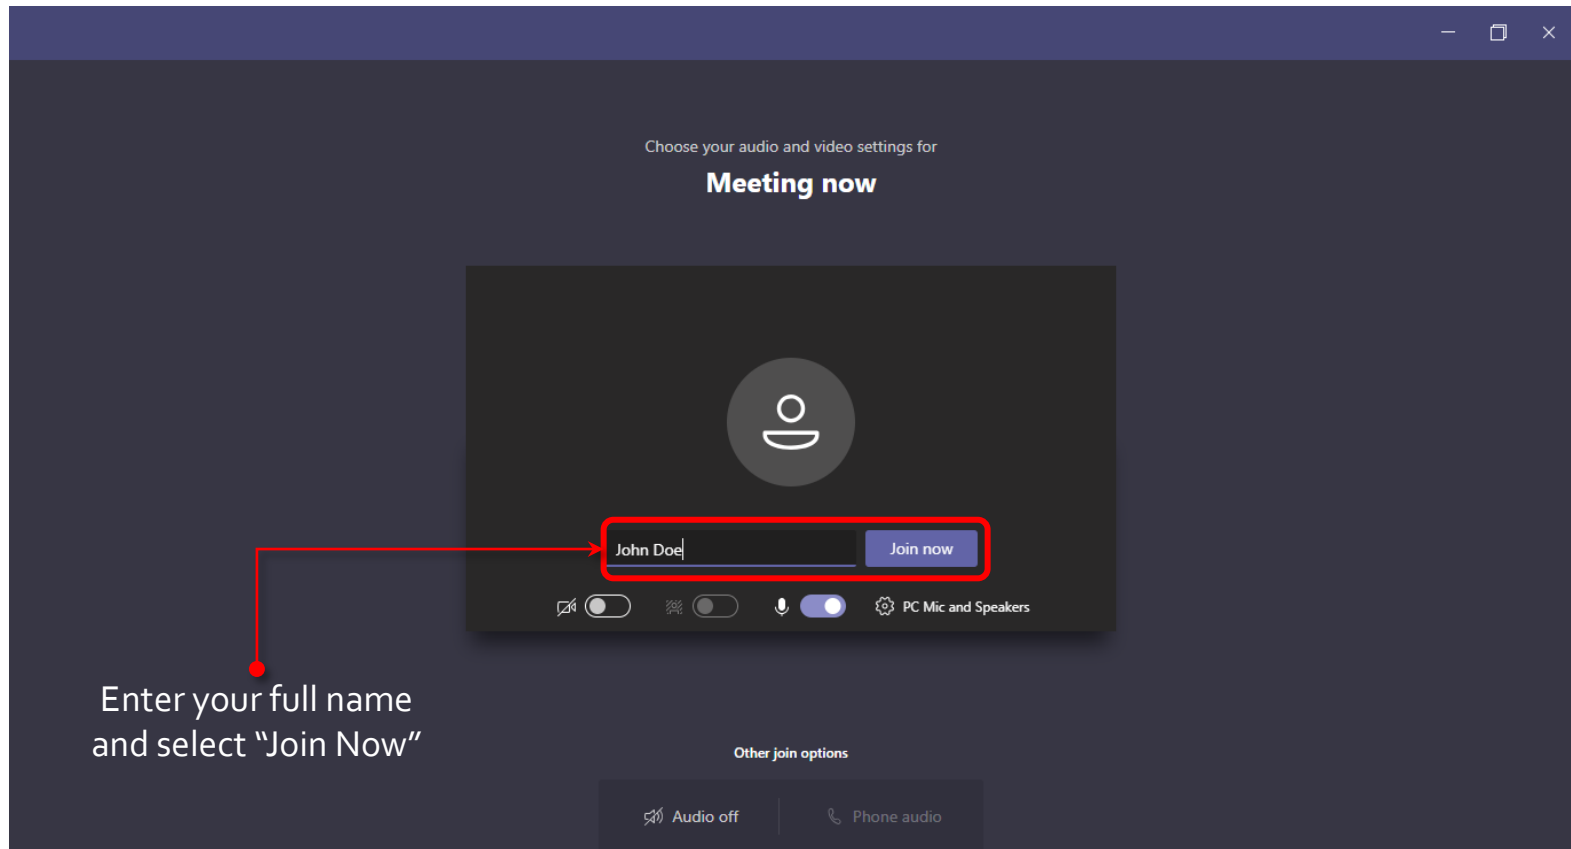 Choose your audio and video settings for
Meeting now
John Doe
Join now
PC Mic and Speakers
Enter your full name
and select “Join Now”
Other join options
Audio off
Phone audio